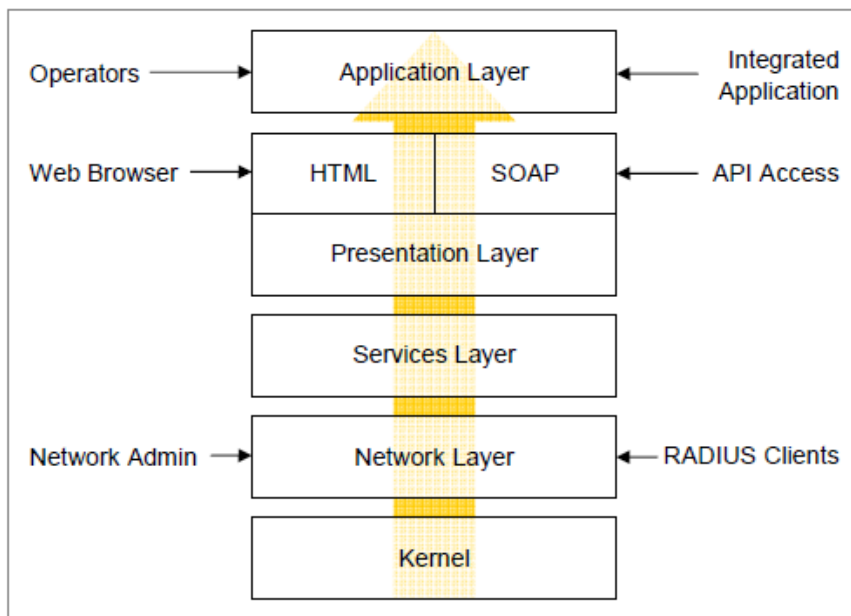 Operators
Application Layer
Integrated
Application
Web Browser
HTML
SOAP
API Access
Presentation Layer
Services Layer
Network Admin
Network Layer
RADIUS Clients
Kernel